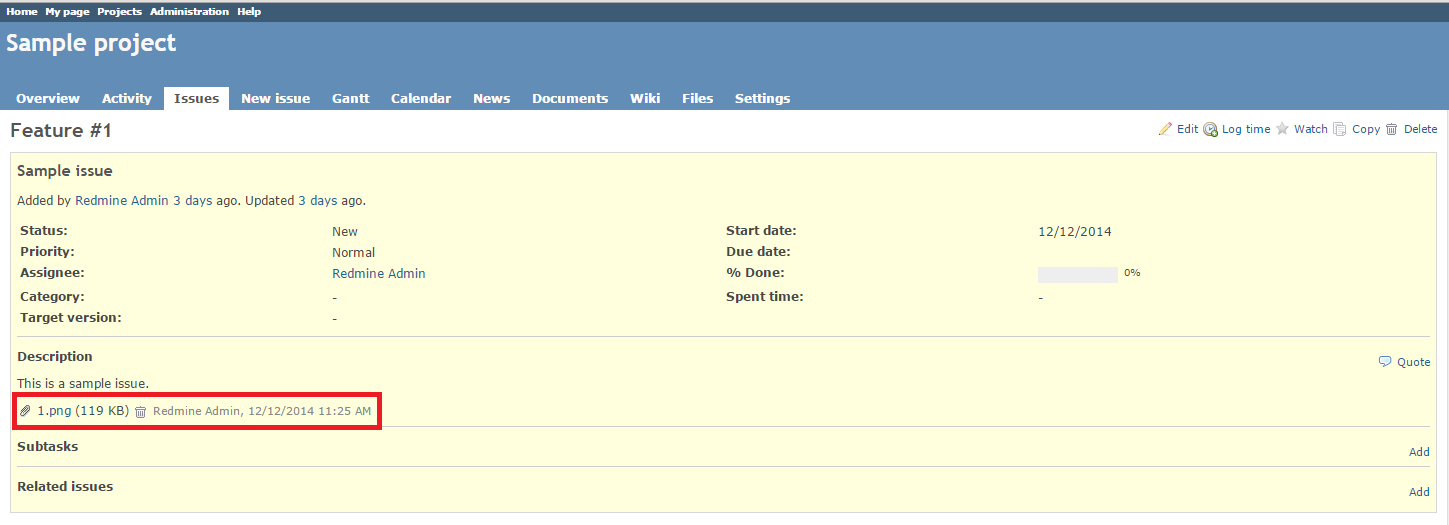 Home My page Projects Administration Help
Sample project
Overview Activity Issues New issue Gantt Calendar News Documents Wiki Files Settings
Feature #1 Edit Log time Watch Copy Delete
Sample issue
Added by Redmine Admin 3 days ago. Updated 3 days ago.
Status: New Start date: 12/12/2014
Priority: Normal Due date:
Assignee: Redmine Admin % Done: 0%
Category: - Spent time: -
Target version: -
Description Quote
This is a sample issue.
1.png (119 KB) Redmine Admin, 12/12/2014 11:25 AM
Subtasks Add
Related issues Add